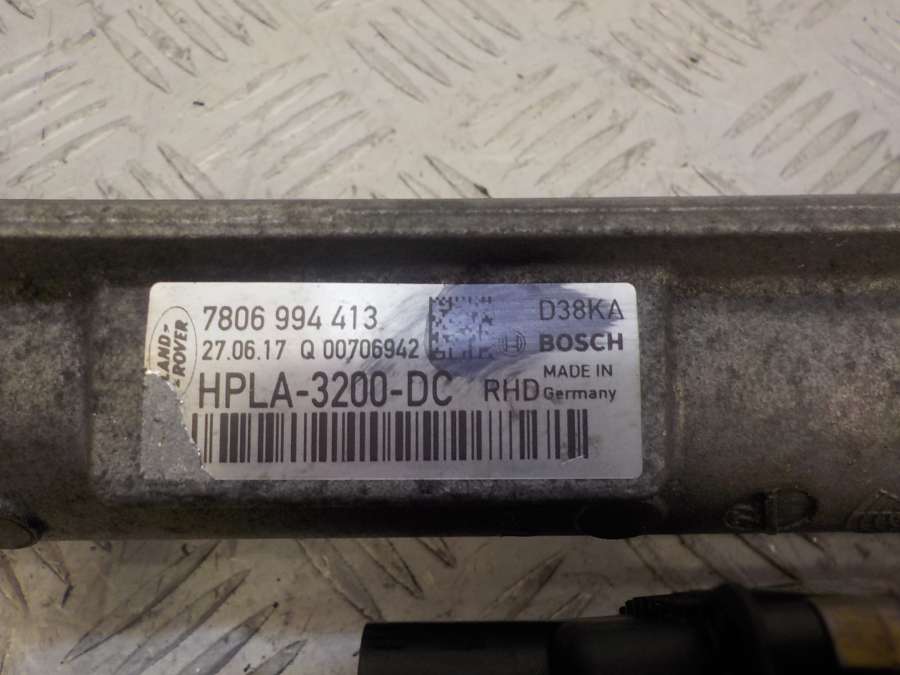 LAND-
ROVER
7806 994 413
27.06.17 Q 00706942
HPLA-3200-DC
RHD
D38KA
BOSCH
MADE IN
Germany